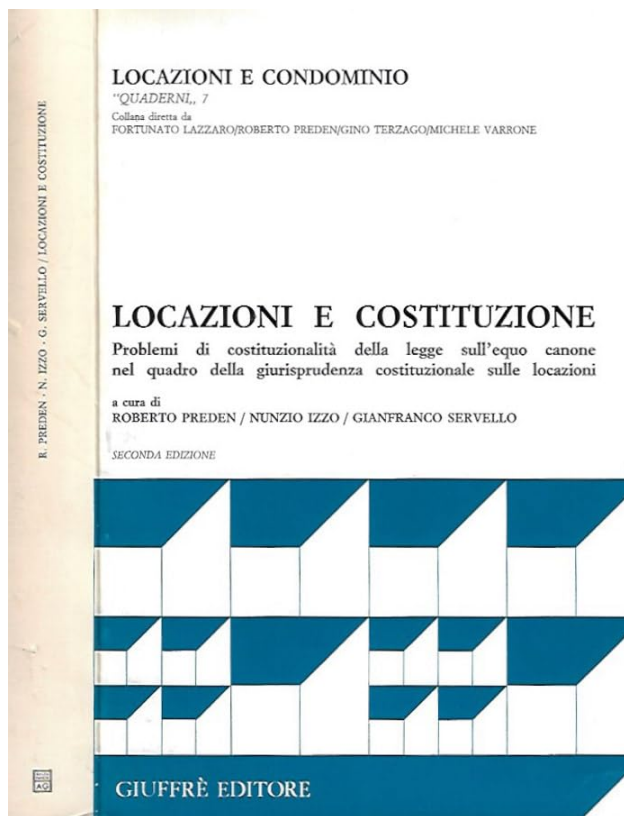 R. PREDEN - N. IZZO - G. SERVELLO / LOCAZIONI E COSTITUZIONE
AG
LOCAZIONI E CONDOMINIO
"QUADERNI,, 7
Collana diretta da
FORTUNATO LAZZARO/ROBERTO PREDEN/GINO TERZAGO/MICHELE VARRONE
LOCAZIONI E COSTITUZIONE
Problemi di costituzionalità della legge sull'equo canone
nel quadro della giurisprudenza costituzionale sulle locazioni
a cura di
ROBERTO PREDEN / NUNZIO IZZO / GIANFRANCO SERVELLO
SECONDA EDIZIONE
GIUFFRÈ EDITORE